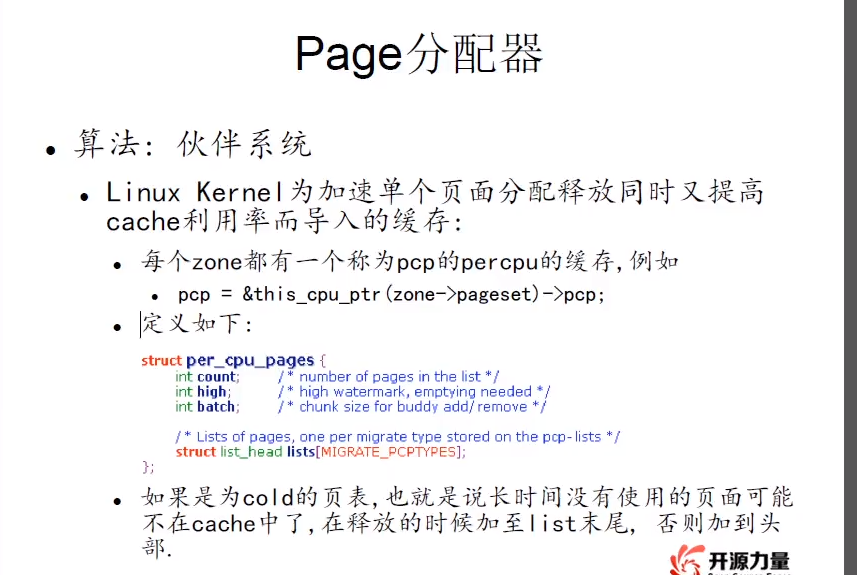 Page分配器
算法: 伙伴系统
Linux Kernel为加速单个页面分配释放同时又提高
cache利用率而导入的缓存:
每个zone都有一个称为pcp的percpu的缓存,例如
pcp = &this_cpu_ptr(zone->pageset)->pcp;
定义如下:
struct per_cpu_pages {
int count; /* number of pages in the list */
int high; /* high watermark, emptying needed */
int batch; /* chunk size for buddy add/remove */
/* Lists of pages, one per migrate type stored on the pcp-lists */
struct list_head lists[MIGRATE_PCPTYPES];
};
如果是为cold的页表,也就是说长时间没有使用的页面可能
不在cache中了,在释放的时候加至list末尾, 否则加到头
部.
开源力量